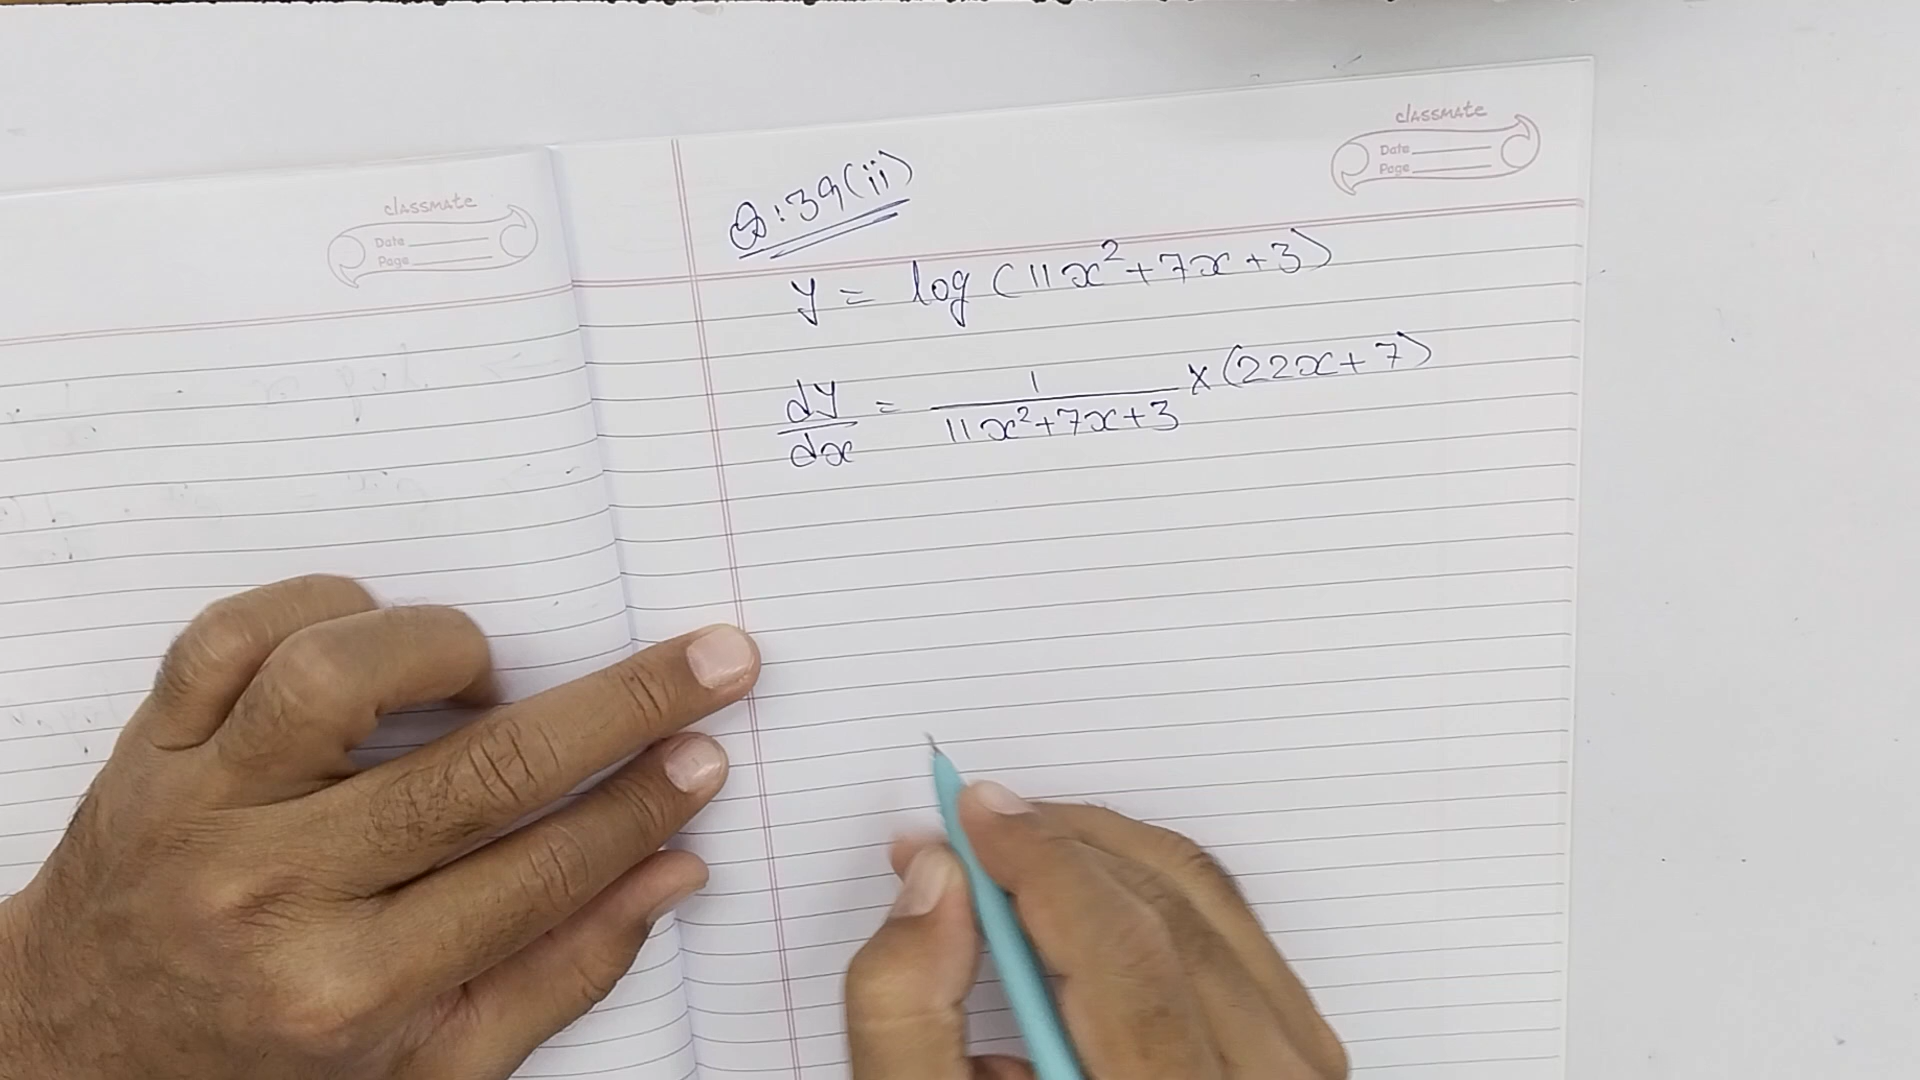 classmate
Date
Page
classmate
Date
Page
Q:39(ii)
y = log (11x²+7x+3)
dy/dx = 1/(11x²+7x+3) × (22x+7)